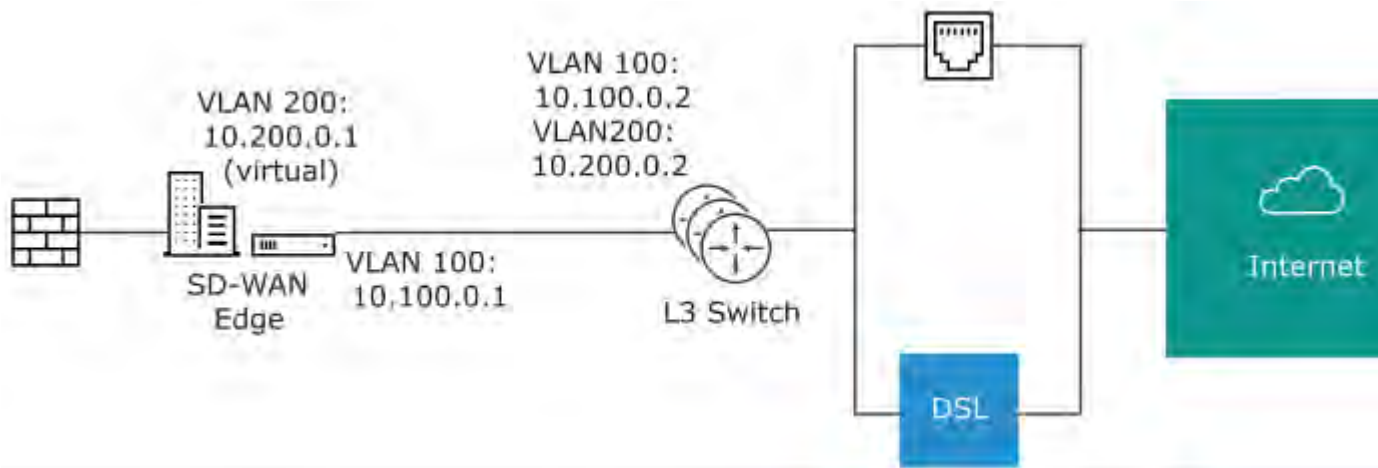 VLAN 200:
10.200.0.1
(virtual)
SD-WAN
Edge
VLAN 100:
10.100.0.1
VLAN 100:
10.100.0.2
VLAN200:
10.200.0.2
L3 Switch
DSL
Internet